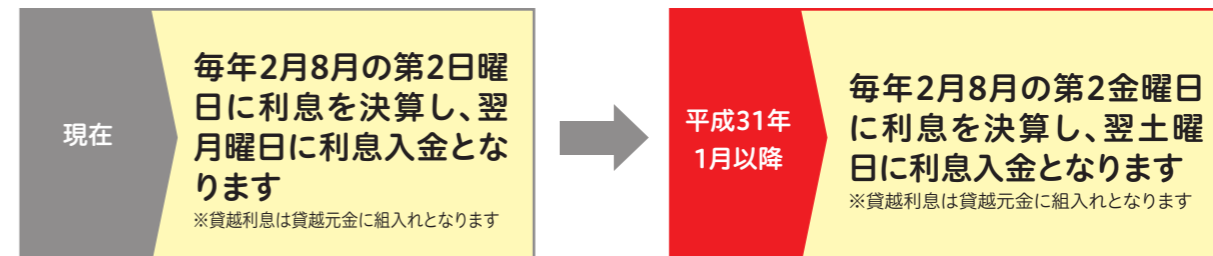 現在
毎年2月8月の第2日曜
日に利息を決算し、翌
月曜日に利息入金とな
ります
※貸越利息は貸越元金に組入れとなります
平成31年
1月以降
毎年2月8月の第2金曜日
に利息を決算し、翌土曜
日に利息入金となります
※貸越利息は貸越元金に組入れとなります